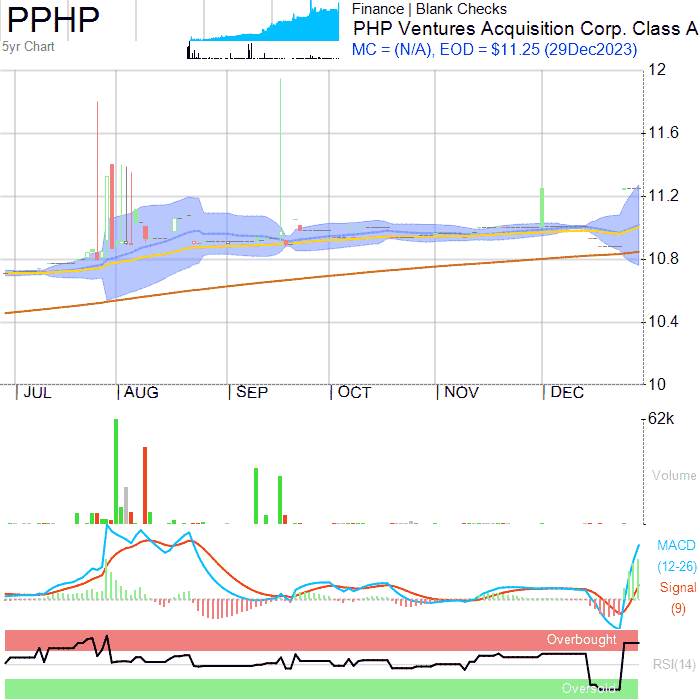 PPHP
5yr Chart
Finance | Blank Checks
PHP Ventures Acquisition Corp. Class A
MC = (N/A), EOD = $11.25 (29Dec2023)
12
11.6
11.2
10.8
10.4
10
JUL AUG SEP OCT NOV DEC
62k
Volume
MACD
(12-26)
Signal
(9)
Overbought
RSI(14)
Oversold